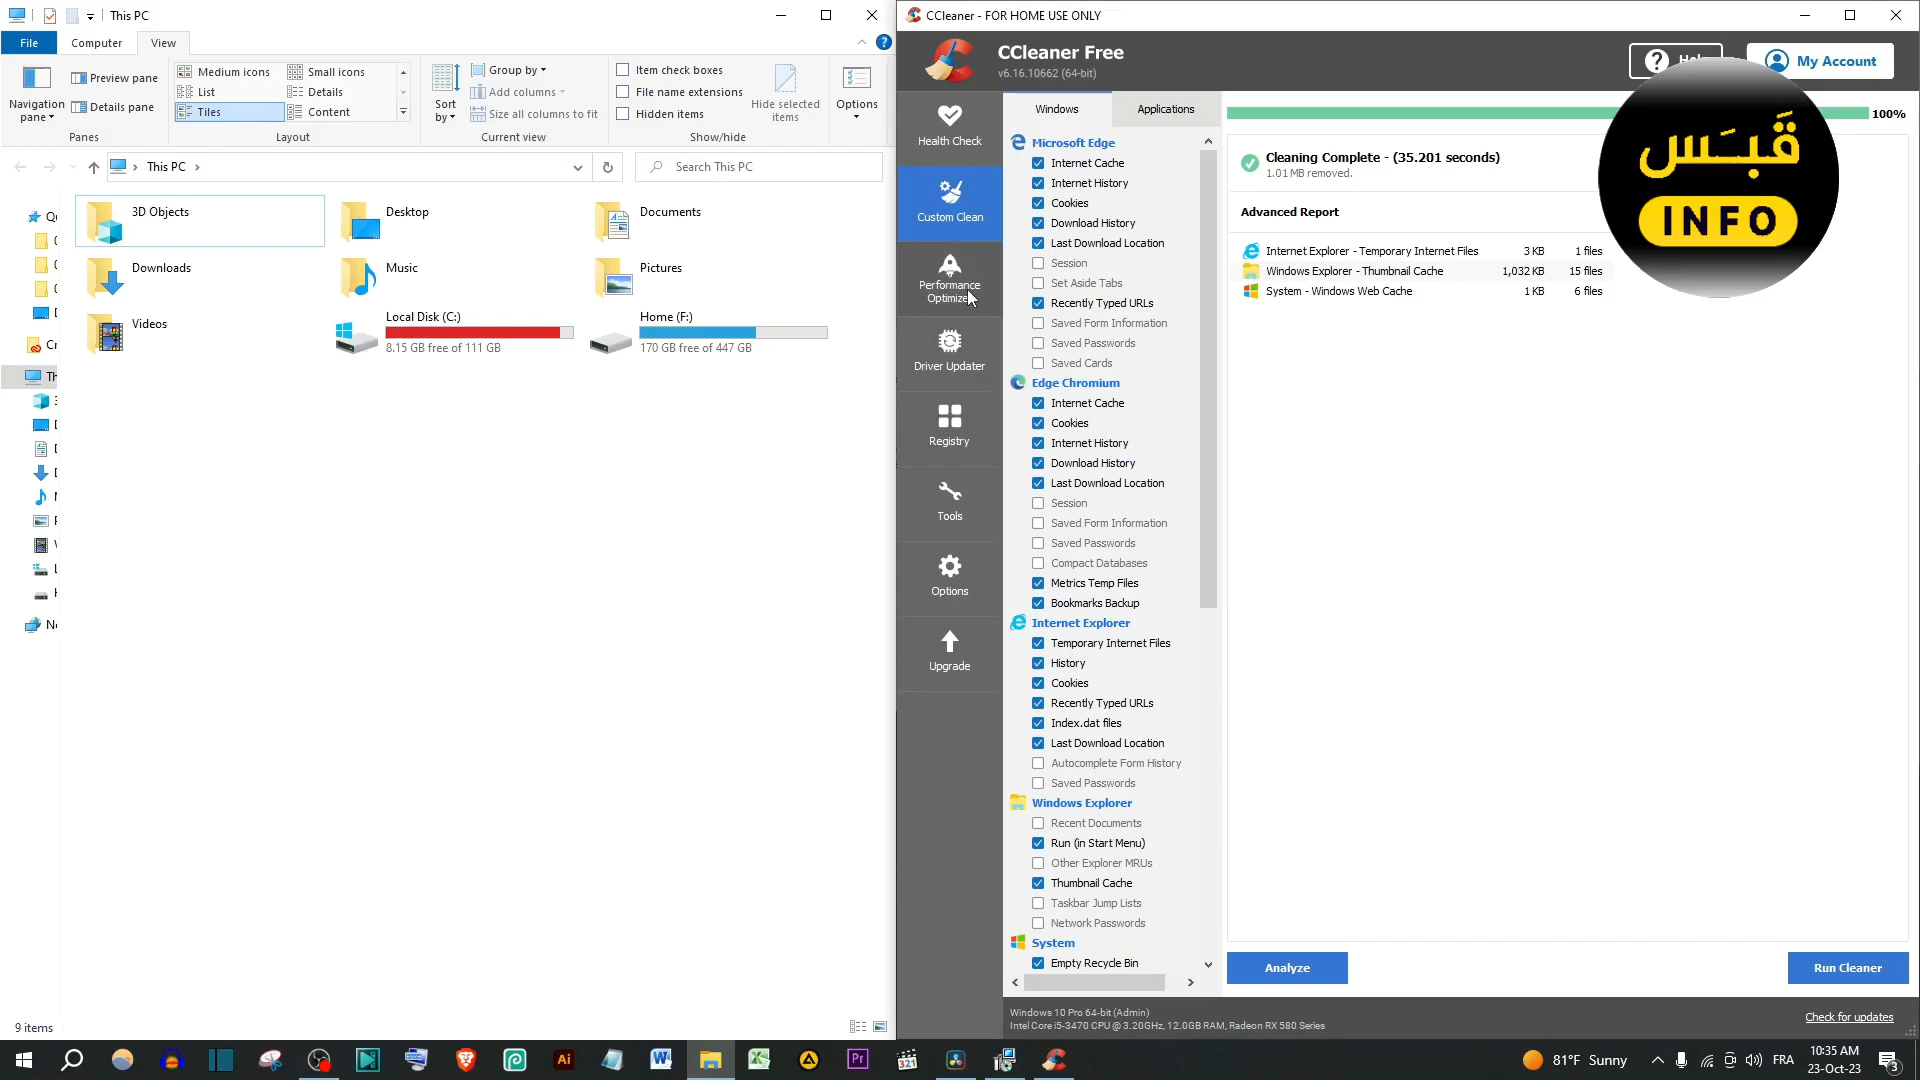 This PC
File
Computer
View
Navigation pane
Preview pane
Details pane
Panes
Medium icons
Small icons
List
Details
Tiles
Content
Layout
Sort by
Group by
Add columns
Size all columns to fit
Current view
Item check boxes
File name extensions
Hidden items
Hide selected items
Show/hide
Options
This PC
Search This PC
3D Objects
Desktop
Documents
Downloads
Music
Pictures
Videos
Local Disk (C:)
8.15 GB free of 111 GB
Home (F:)
170 GB free of 447 GB
9 items
CCleaner - FOR HOME USE ONLY
CCleaner Free
v6.16.10662 (64-bit)
My Account
قَبَس
INFO
Health Check
Custom Clean
Performance
Optimizer
Driver Updater
Registry
Tools
Options
Upgrade
Windows
Applications
Microsoft Edge
Internet Cache
Internet History
Cookies
Download History
Last Download Location
Session
Set Aside Tabs
Recently Typed URLs
Saved Form Information
Saved Passwords
Saved Cards
Edge Chromium
Internet Cache
Cookies
Internet History
Download History
Last Download Location
Session
Saved Form Information
Saved Passwords
Compact Databases
Metrics Temp Files
Bookmarks Backup
Internet Explorer
Temporary Internet Files
History
Cookies
Recently Typed URLs
Index.dat files
Last Download Location
Autocomplete Form History
Saved Passwords
Windows Explorer
Recent Documents
Run (in Start Menu)
Other Explorer MRUs
Thumbnail Cache
Taskbar Jump Lists
Network Passwords
System
Empty Recycle Bin
100%
Cleaning Complete - (35.201 seconds)
1.01 MB removed.
Advanced Report
Internet Explorer - Temporary Internet Files 3 KB 1 files
Windows Explorer - Thumbnail Cache 1,032 KB 15 files
System - Windows Web Cache 1 KB 6 files
Analyze
Run Cleaner
Windows 10 Pro 64-bit (Admin)
Intel Core i5-3470 CPU @ 3.20GHz, 12.0GB RAM, Radeon RX 580 Series
Check for updates
Ai
Pr
321
81°F Sunny
FRA
10:35 AM
23-Oct-23
3